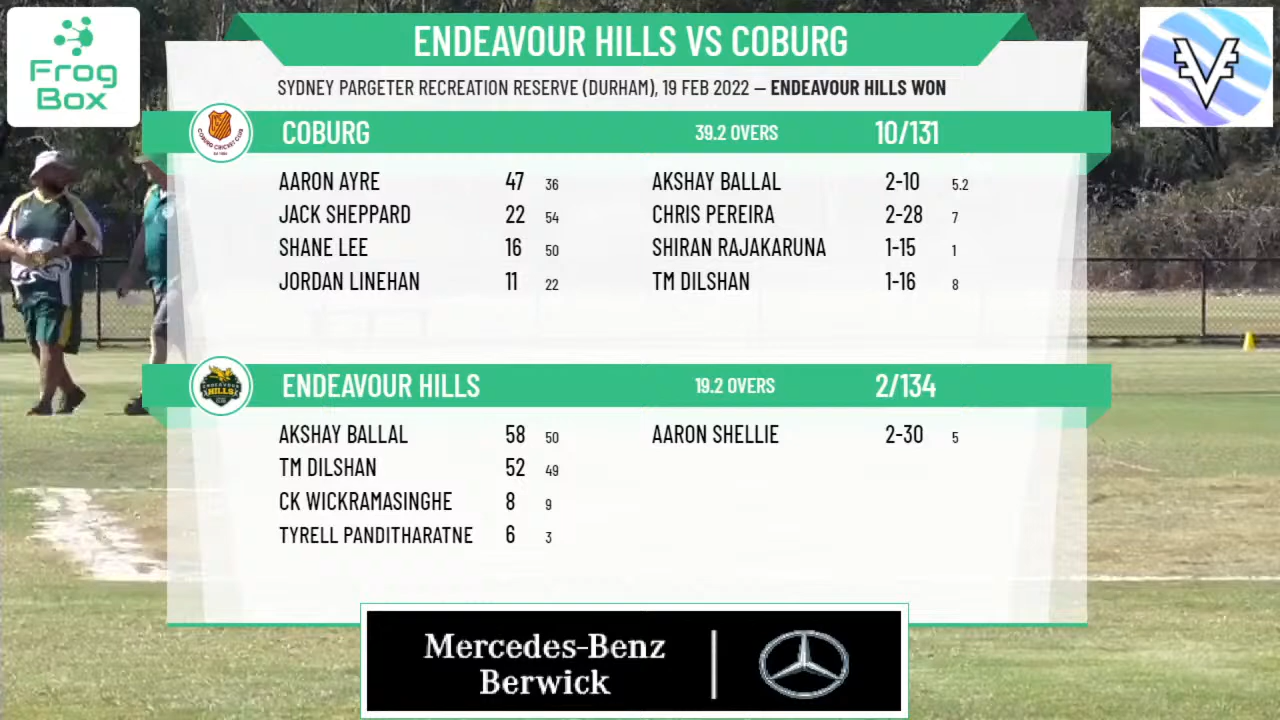 Frog
Box
ENDEAVOUR HILLS VS COBURG
SYDNEY PARGETER RECREATION RESERVE (DURHAM), 19 FEB 2022 – ENDEAVOUR HILLS WON
COBURG 39.2 OVERS 10/131
AARON AYRE 47 36 AKSHAY BALLAL 2-10 5.2
JACK SHEPPARD 22 54 CHRIS PEREIRA 2-28 7
SHANE LEE 16 50 SHIRAN RAJAKARUNA 1-15 1
JORDAN LINEHAN 11 22 TM DILSHAN 1-16 8
ENDEAVOUR HILLS 19.2 OVERS 2/134
AKSHAY BALLAL 58 50 AARON SHELLIE 2-30 5
TM DILSHAN 52 49
CK WICKRAMASINGHE 8 9
TYRELL PANDITHARATNE 6 3
Mercedes-Benz
Berwick